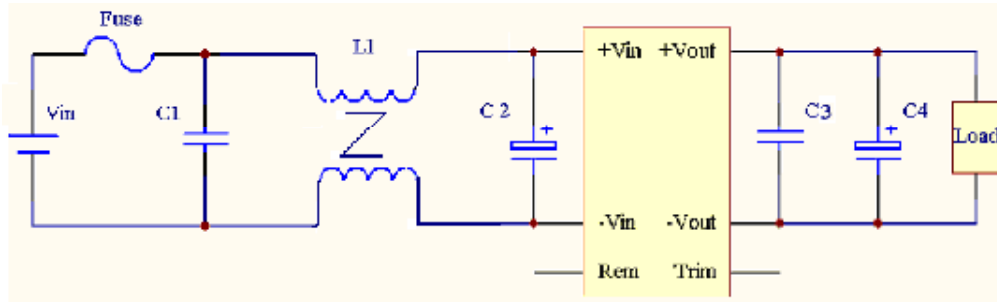 Fuse
L1
+Vin +Vout
Vin
C1
C 2
+
C3
C4
+
Load
-Vin -Vout
Rem Trim